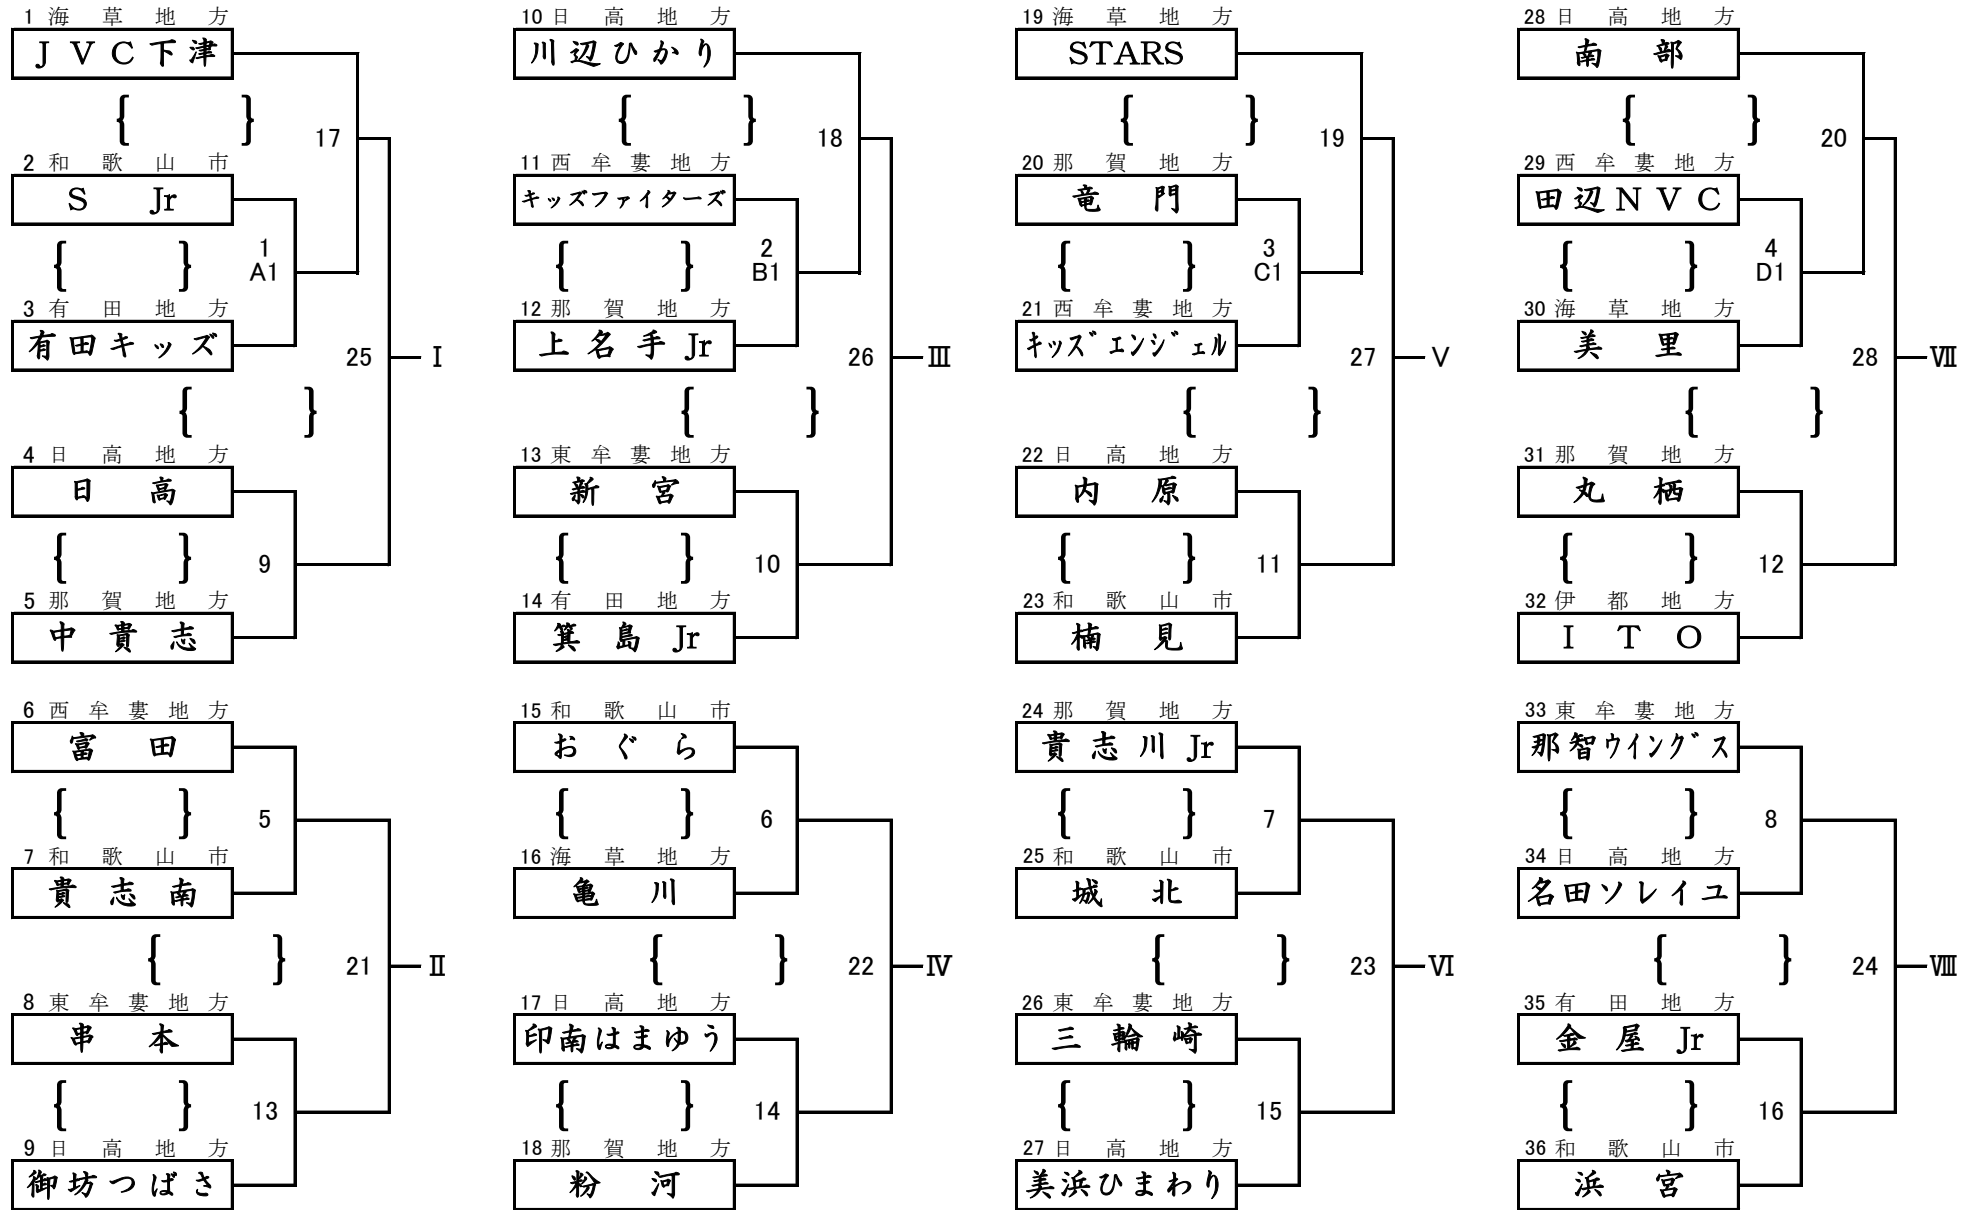 1 海草地方
JVC下津
17
2 和歌山市
S Jr
1
A1
3 有田地方
有田キッズ
25
Ⅰ
4 日高地方
日高
9
5 那賀地方
中貴志
6 西牟婁地方
富田
5
7 和歌山市
貴志南
21
Ⅱ
8 東牟婁地方
串本
13
9 日高地方
御坊つばさ
10 日高地方
川辺ひかり
18
11 西牟婁地方
キッズファイターズ
2
B1
12 那賀地方
上名手Jr
26
Ⅲ
13 東牟婁地方
新宮
10
14 有田地方
箕島Jr
15 和歌山市
おぐら
6
16 海草地方
亀川
22
Ⅳ
17 日高地方
印南はまゆう
14
18 那賀地方
粉河
19 海草地方
STARS
19
20 那賀地方
竜門
3
C1
21 西牟婁地方
ｷｯｽﾞｴﾝｼﾞｪﾙ
27
Ⅴ
22 日高地方
内原
11
23 和歌山市
楠見
24 那賀地方
貴志川Jr
7
25 和歌山市
城北
23
Ⅵ
26 東牟婁地方
三輪崎
15
27 日高地方
美浜ひまわり
28 日高地方
南部
20
29 西牟婁地方
田辺NVC
4
D1
30 海草地方
美里
28
Ⅶ
31 那賀地方
丸栖
12
32 伊都地方
ITO
33 東牟婁地方
那智ｳｲﾝｸﾞｽ
8
34 日高地方
名田ソレイユ
24
Ⅷ
35 有田地方
金屋Jr
16
36 和歌山市
浜宮